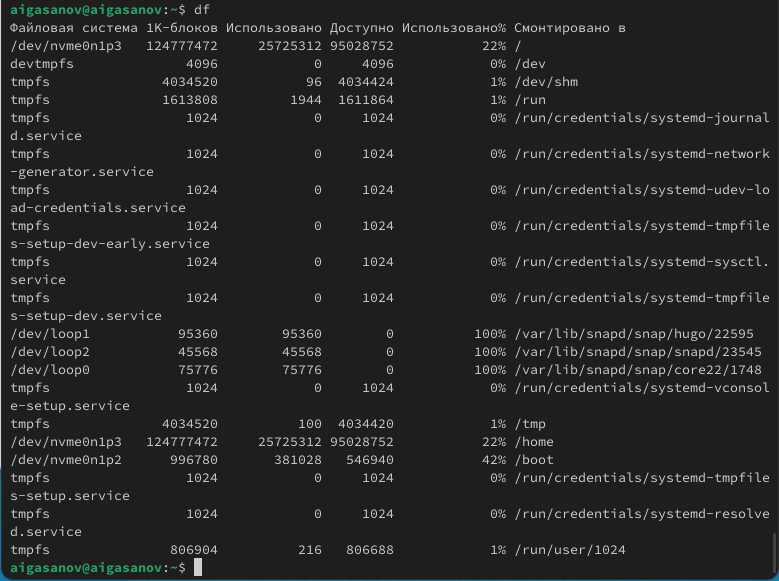 aigasanov@aigasanov:~$ df
Файловая система 1K-блоков Использовано Доступно Использовано% Смонтировано в
/dev/nvme0n1p3   124777472     25725312 95028752           22% /
devtmpfs              4096            0     4096            0% /dev
tmpfs              4034520           96  4034424            1% /dev/shm
tmpfs              1613808         1944  1611864            1% /run
tmpfs                 1024            0     1024            0% /run/credentials/systemd-journal
d.service
tmpfs                 1024            0     1024            0% /run/credentials/systemd-network
-generator.service
tmpfs                 1024            0     1024            0% /run/credentials/systemd-udev-lo
ad-credentials.service
tmpfs                 1024            0     1024            0% /run/credentials/systemd-tmpfile
s-setup-dev-early.service
tmpfs                 1024            0     1024            0% /run/credentials/systemd-sysctl.
service
tmpfs                 1024            0     1024            0% /run/credentials/systemd-tmpfile
s-setup-dev.service
/dev/loop1           95360        95360        0          100% /var/lib/snapd/snap/hugo/22595
/dev/loop2           45568        45568        0          100% /var/lib/snapd/snap/snapd/23545
/dev/loop0           75776        75776        0          100% /var/lib/snapd/snap/core22/1748
tmpfs                 1024            0     1024            0% /run/credentials/systemd-vconsol
e-setup.service
tmpfs              4034520          100  4034420            1% /tmp
/dev/nvme0n1p3   124777472     25725312 95028752           22% /home
/dev/nvme0n1p2      996780       381028   546940           42% /boot
tmpfs                 1024            0     1024            0% /run/credentials/systemd-tmpfile
s-setup.service
tmpfs                 1024            0     1024            0% /run/credentials/systemd-resolve
d.service
tmpfs               806904          216   806688            1% /run/user/1024
aigasanov@aigasanov:~$